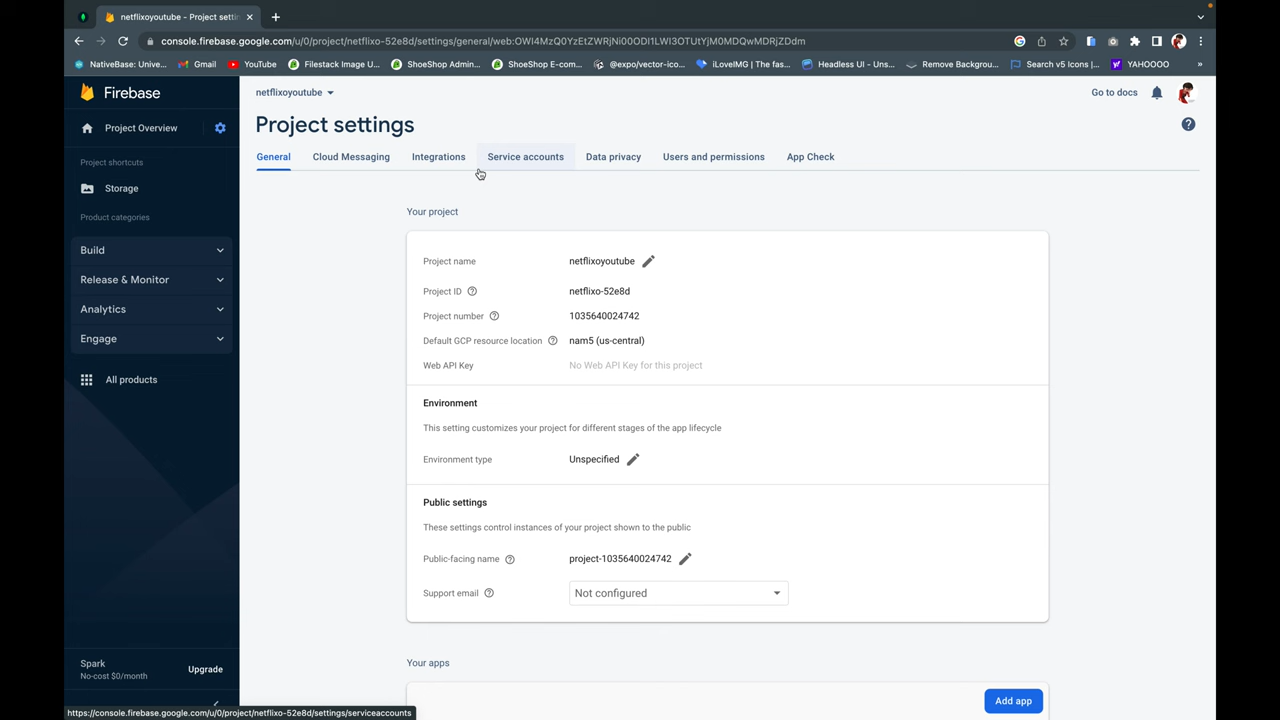 netflixoyoutube - Project setti
console.firebase.google.com/u/0/project/netflixo-52e8d/settings/general/web:OWI4MzQ0YzEtZWRjNi00ODI1LWI3OTUtYjM0MDQwMDRjZDdm
NativeBase: Unive...
Gmail
YouTube
Filestack Image U...
ShoeShop Admin...
ShoeShop E-com...
@expo/vector-ico...
iLoveIMG | The fas...
Headless UI - Uns...
Remove Backgrou...
Search v5 Icons |...
YAHOOOO
»
Firebase
netflixoyoutube
Go to docs
Project Overview
Project settings
Project shortcuts
General
Cloud Messaging
Integrations
Service accounts
Data privacy
Users and permissions
App Check
Storage
Product categories
Build
Release & Monitor
Analytics
Engage
All products
Your project
Project name
netflixoyoutube
Project ID
netflixo-52e8d
Project number
1035640024742
Default GCP resource location
nam5 (us-central)
Web API Key
No Web API Key for this project
Environment
This setting customizes your project for different stages of the app lifecycle
Environment type
Unspecified
Public settings
These settings control instances of your project shown to the public
Public-facing name
project-1035640024742
Support email
Not configured
Your apps
Add app
Spark
No-cost $0/month
Upgrade
https://console.firebase.google.com/u/0/project/netflixo-52e8d/settings/serviceaccounts